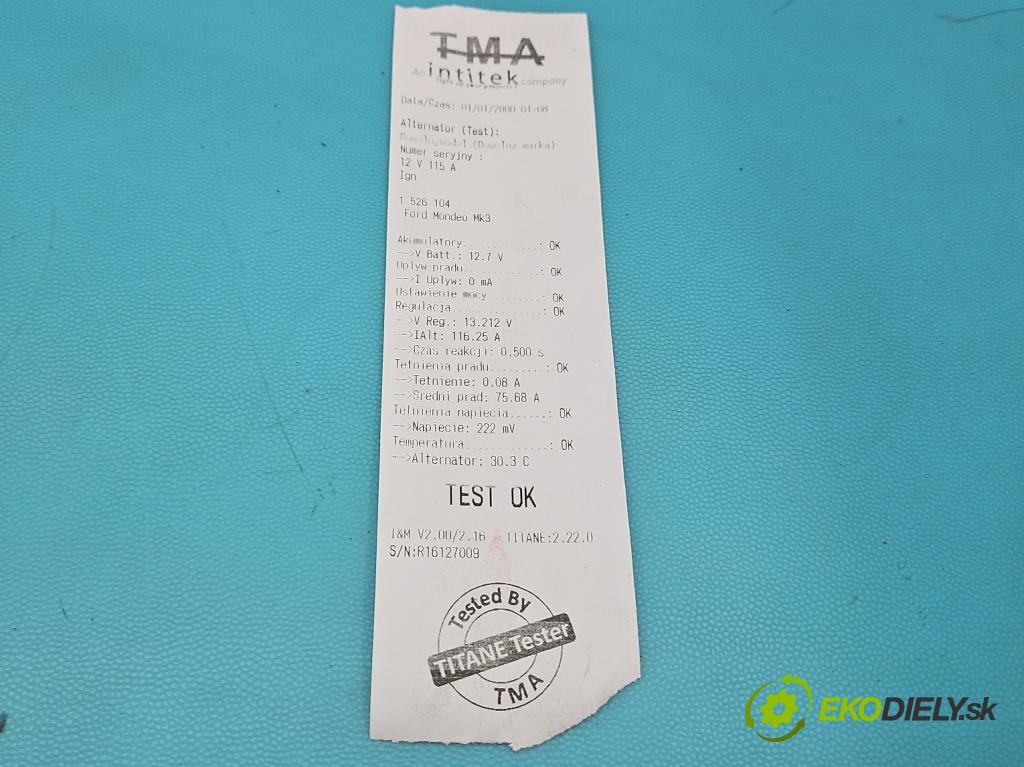 TMA
An intitek company
Data/Czas: 01/01/2000 01:08
Alternator (Test):
(Dowolna marka)
Numer seryjny :
12 V 115 A
Ign
1 526 104
Ford Mondeo Mk3
Akumulatory............: OK
-->V Batt.: 12.7 V
Uplyw pradu............: OK
-->I Uplyw: 0 mA
Ustawienie mocy.........: OK
Regulacja..............: OK
-->V Reg.: 13.212 V
-->IAlt: 116.25 A
-->Czas reakcji: 0.500 s
Tetnienia pradu.........: OK
-->Tetnienie: 0.08 A
-->Sredni prad: 75.68 A
Tetnienia napiecia......: OK
-->Napiecie: 222 mV
Temperatura.............: OK
-->Alternator: 30.3 C
TEST OK
I&M V2.00/2.16 TITANE:2.22.0
S/N:R16127009
Tested By
TITANE Tester
TMA
EKODIELY.sk